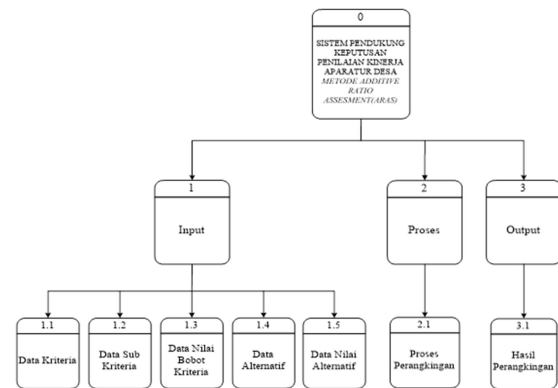 0
SISTEM PENDUKUNG
KEPUTUSAN
PENILAIAN KINERJA
APARATUR DESA
METODE ADDITIVE
RATIO
ASSESMENT(ARAS)
1
Input
2
Proses
3
Output
1.1
Data Kriteria
1.2
Data Sub
Kriteria
1.3
Data Nilai
Bobot
Kriteria
1.4
Data
Alternatif
1.5
Data Nilai
Alternatif
2.1
Proses
Perangkingan
3.1
Hasil
Perangkingan